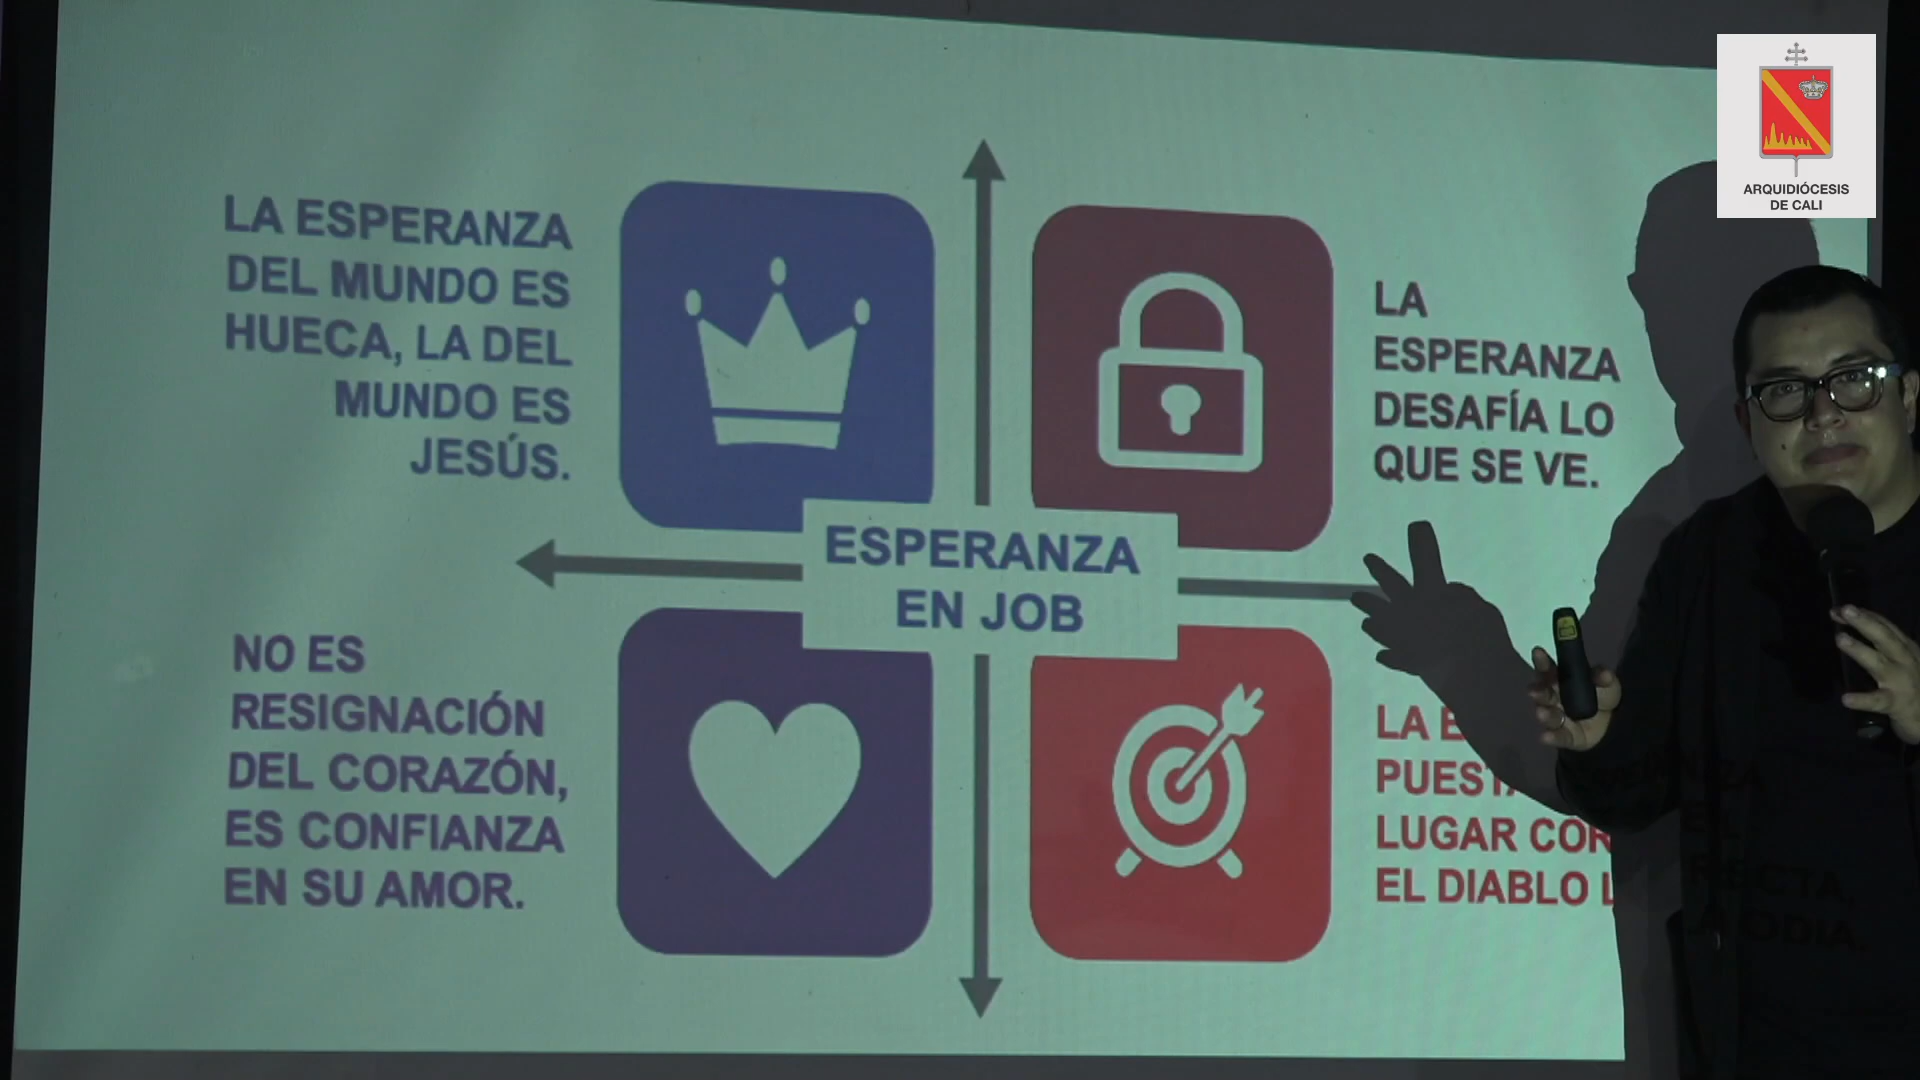 LA ESPERANZA
DEL MUNDO ES
HUECA, LA DEL
MUNDO ES
JESÚS.
LA
ESPERANZA
DESAFÍA LO
QUE SE VE.
ESPERANZA
EN JOB
NO ES
RESIGNACIÓN
DEL CORAZÓN,
ES CONFIANZA
EN SU AMOR.
LA
LUGAR
EL DIABLO
ARQUIDIÓCESIS
DE CALI